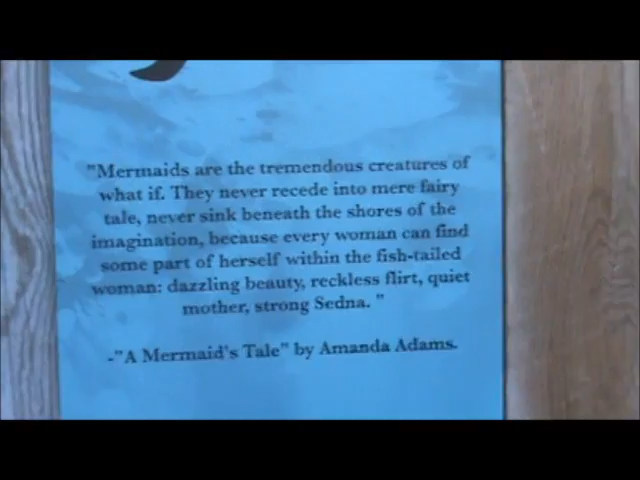 "Mermaids are the tremendous creatures of
what if. They never recede into mere fairy
tale, never sink beneath the shores of the
imagination, because every woman can find
some part of herself within the fish-tailed
woman: dazzling beauty, reckless flirt, quiet
mother, strong Sedna. "
-"A Mermaid's Tale" by Amanda Adams.